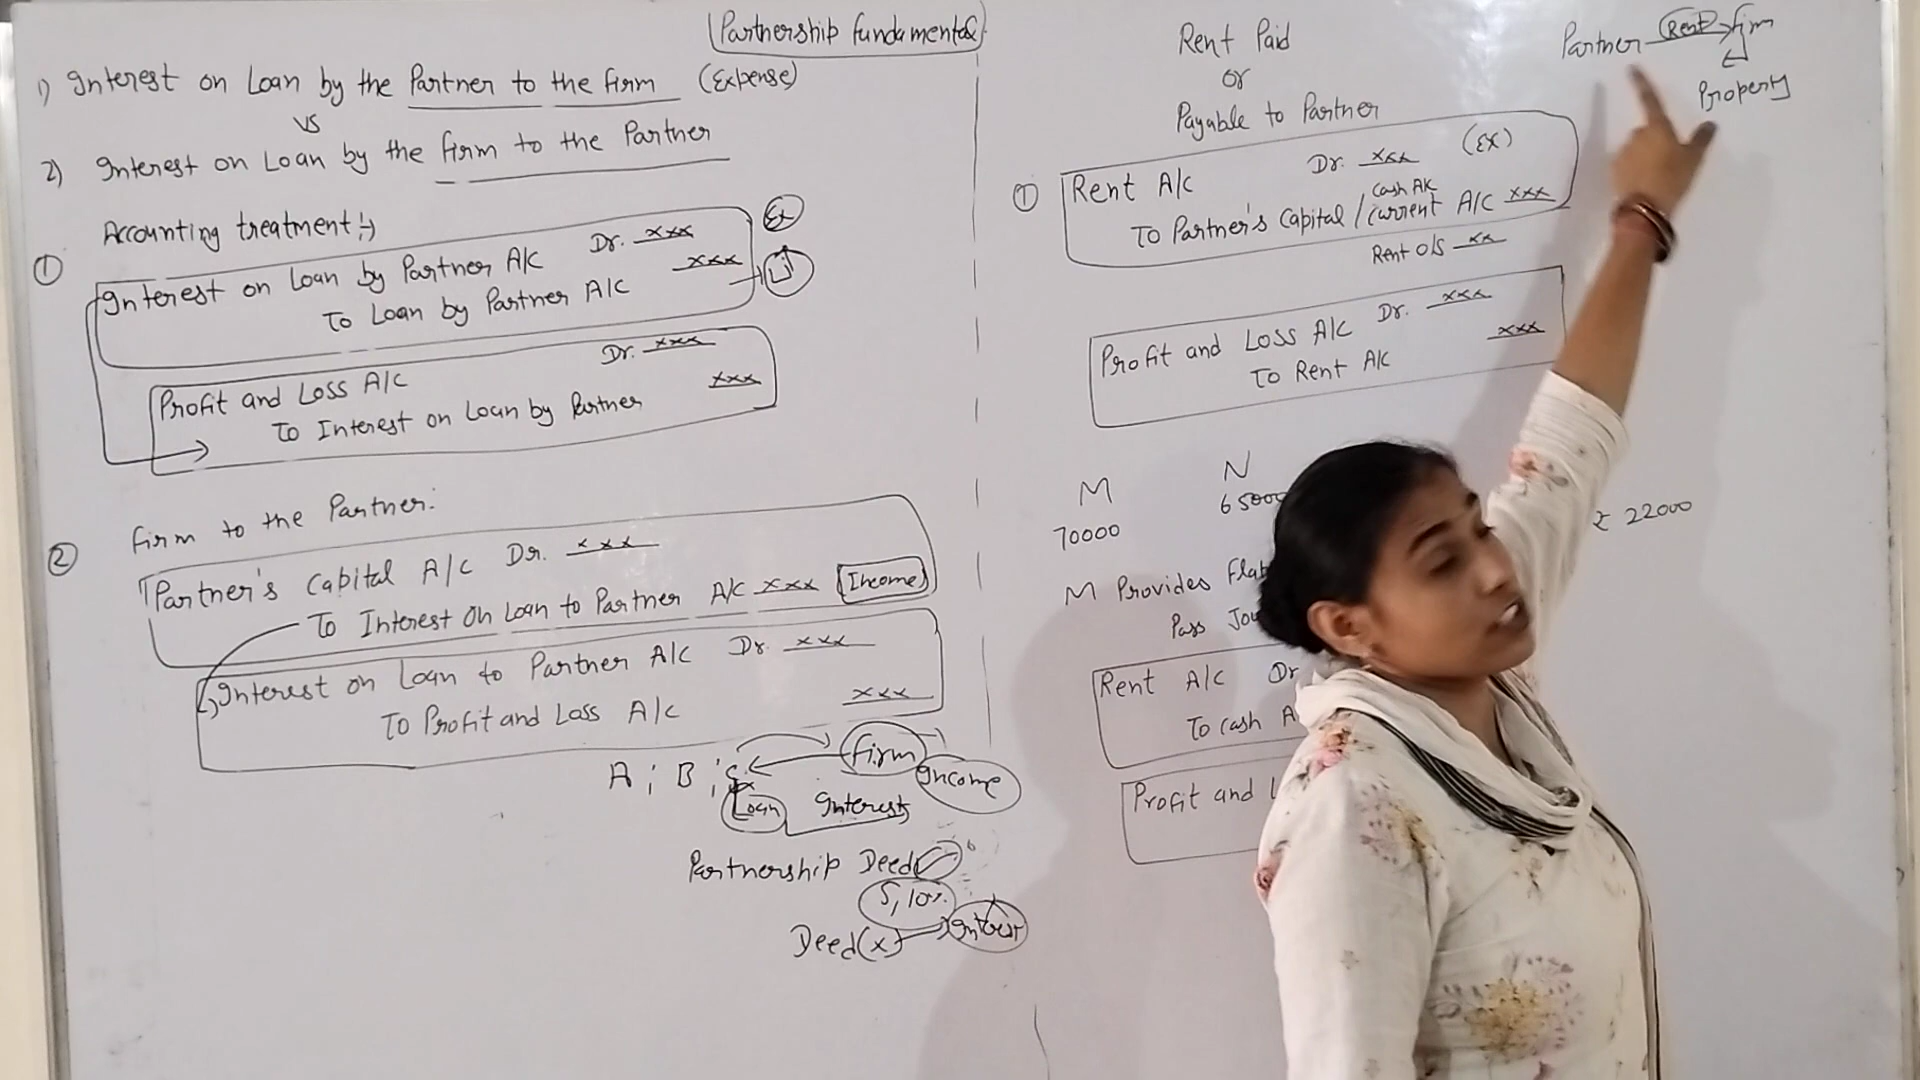 Partnership fundamental
1) Interest on Loan by the Partner to the firm (Expense)
VS
2) Interest on Loan by the firm to the Partner
Accounting treatment :-)
① Interest on Loan by Partner A/C Dr. xxx Ex
To Loan by Partner A/C xxx
Profit and Loss A/C Dr. xxx
To Interest on Loan by Partner xxx
② firm to the Partner:
Partner's Capital A/C Dr. xxx
To Interest on Loan to Partner A/C xxx Income
Interest on Loan to Partner A/C Dr. xxx
To Profit and Loss A/C xxx
A ; B ; firm
Income
Loan Interest
Partnership Deed
5, 10%
Deed (x) Interest
Rent Paid
or
Payable to Partner
Partner Rent firm
Property
① Rent A/C Dr. xxx (Ex)
Cash A/C
To Partner's Capital / Current A/C xxx
Rent O/S xx
Profit and Loss A/C Dr. xxx
To Rent A/C xxx
M N
70000 65000
₹ 22000
M Provides
Pass
Rent A/C Dr
To Cash A
Profit and